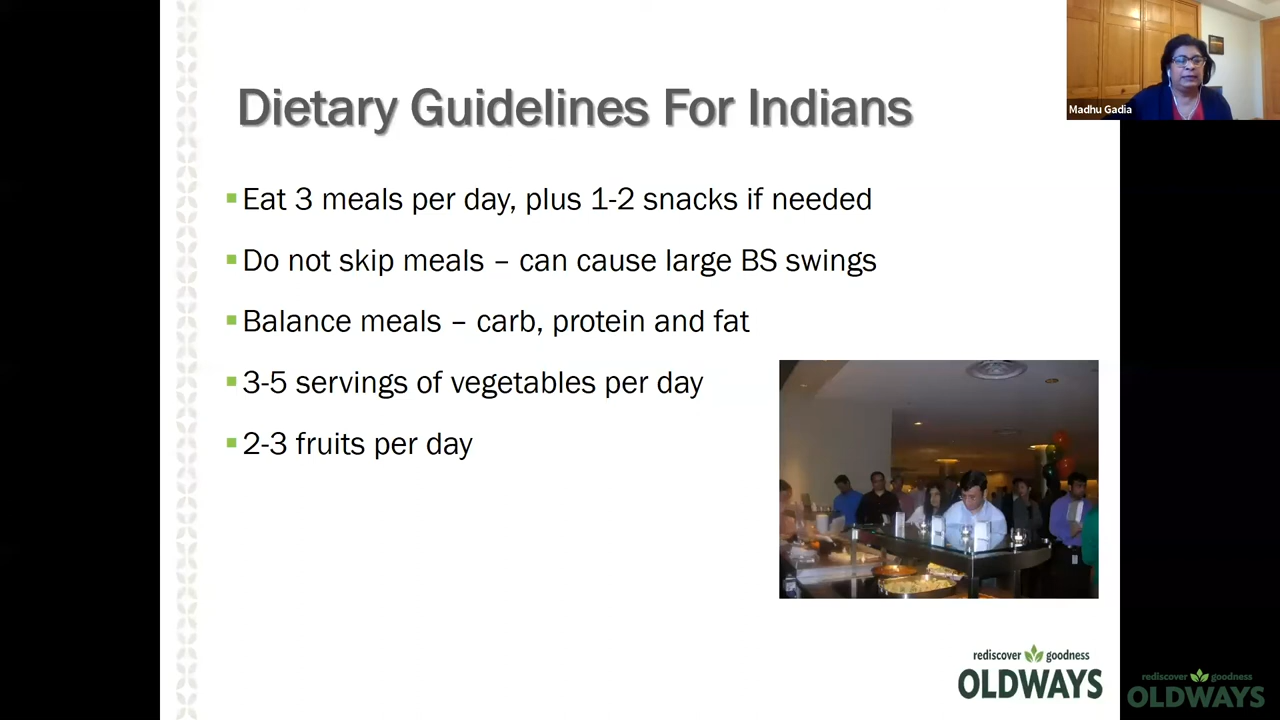 Dietary Guidelines For Indians
Eat 3 meals per day, plus 1-2 snacks if needed
Do not skip meals – can cause large BS swings
Balance meals – carb, protein and fat
3-5 servings of vegetables per day
2-3 fruits per day
Madhu Gadia
rediscover goodness
OLDWAYS
rediscover goodness
OLDWAYS